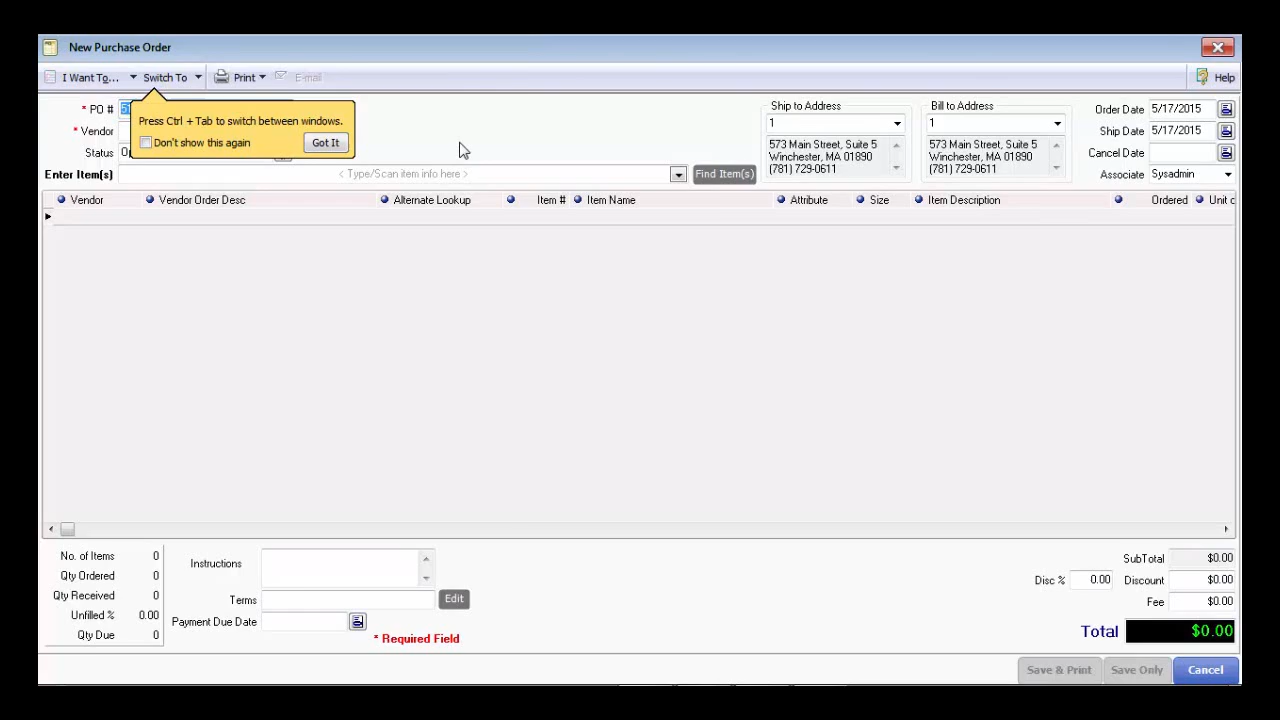 New Purchase Order
I Want To... Switch To Print E-mail Help
Press Ctrl + Tab to switch between windows.
Don't show this again Got It
* PO #
* Vendor
Status
Enter Item(s) < Type/Scan item info here > Find Item(s)
Ship to Address
1
573 Main Street, Suite 5
Winchester, MA 01890
(781) 729-0611
Bill to Address
1
573 Main Street, Suite 5
Winchester, MA 01890
(781) 729-0611
Order Date 5/17/2015
Ship Date 5/17/2015
Cancel Date
Associate Sysadmin
Vendor Vendor Order Desc Alternate Lookup Item # Item Name Attribute Size Item Description Ordered Unit
No. of Items 0
Qty Ordered 0
Qty Received 0
Unfilled % 0.00
Qty Due 0
Instructions
Terms Edit
Payment Due Date
* Required Field
SubTotal $0.00
Disc % 0.00 Discount $0.00
Fee $0.00
Total $0.00
Save & Print Save Only Cancel